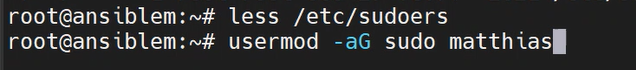 root@ansiblem:~# less /etc/sudoers
root@ansiblem:~# usermod -aG sudo matthias